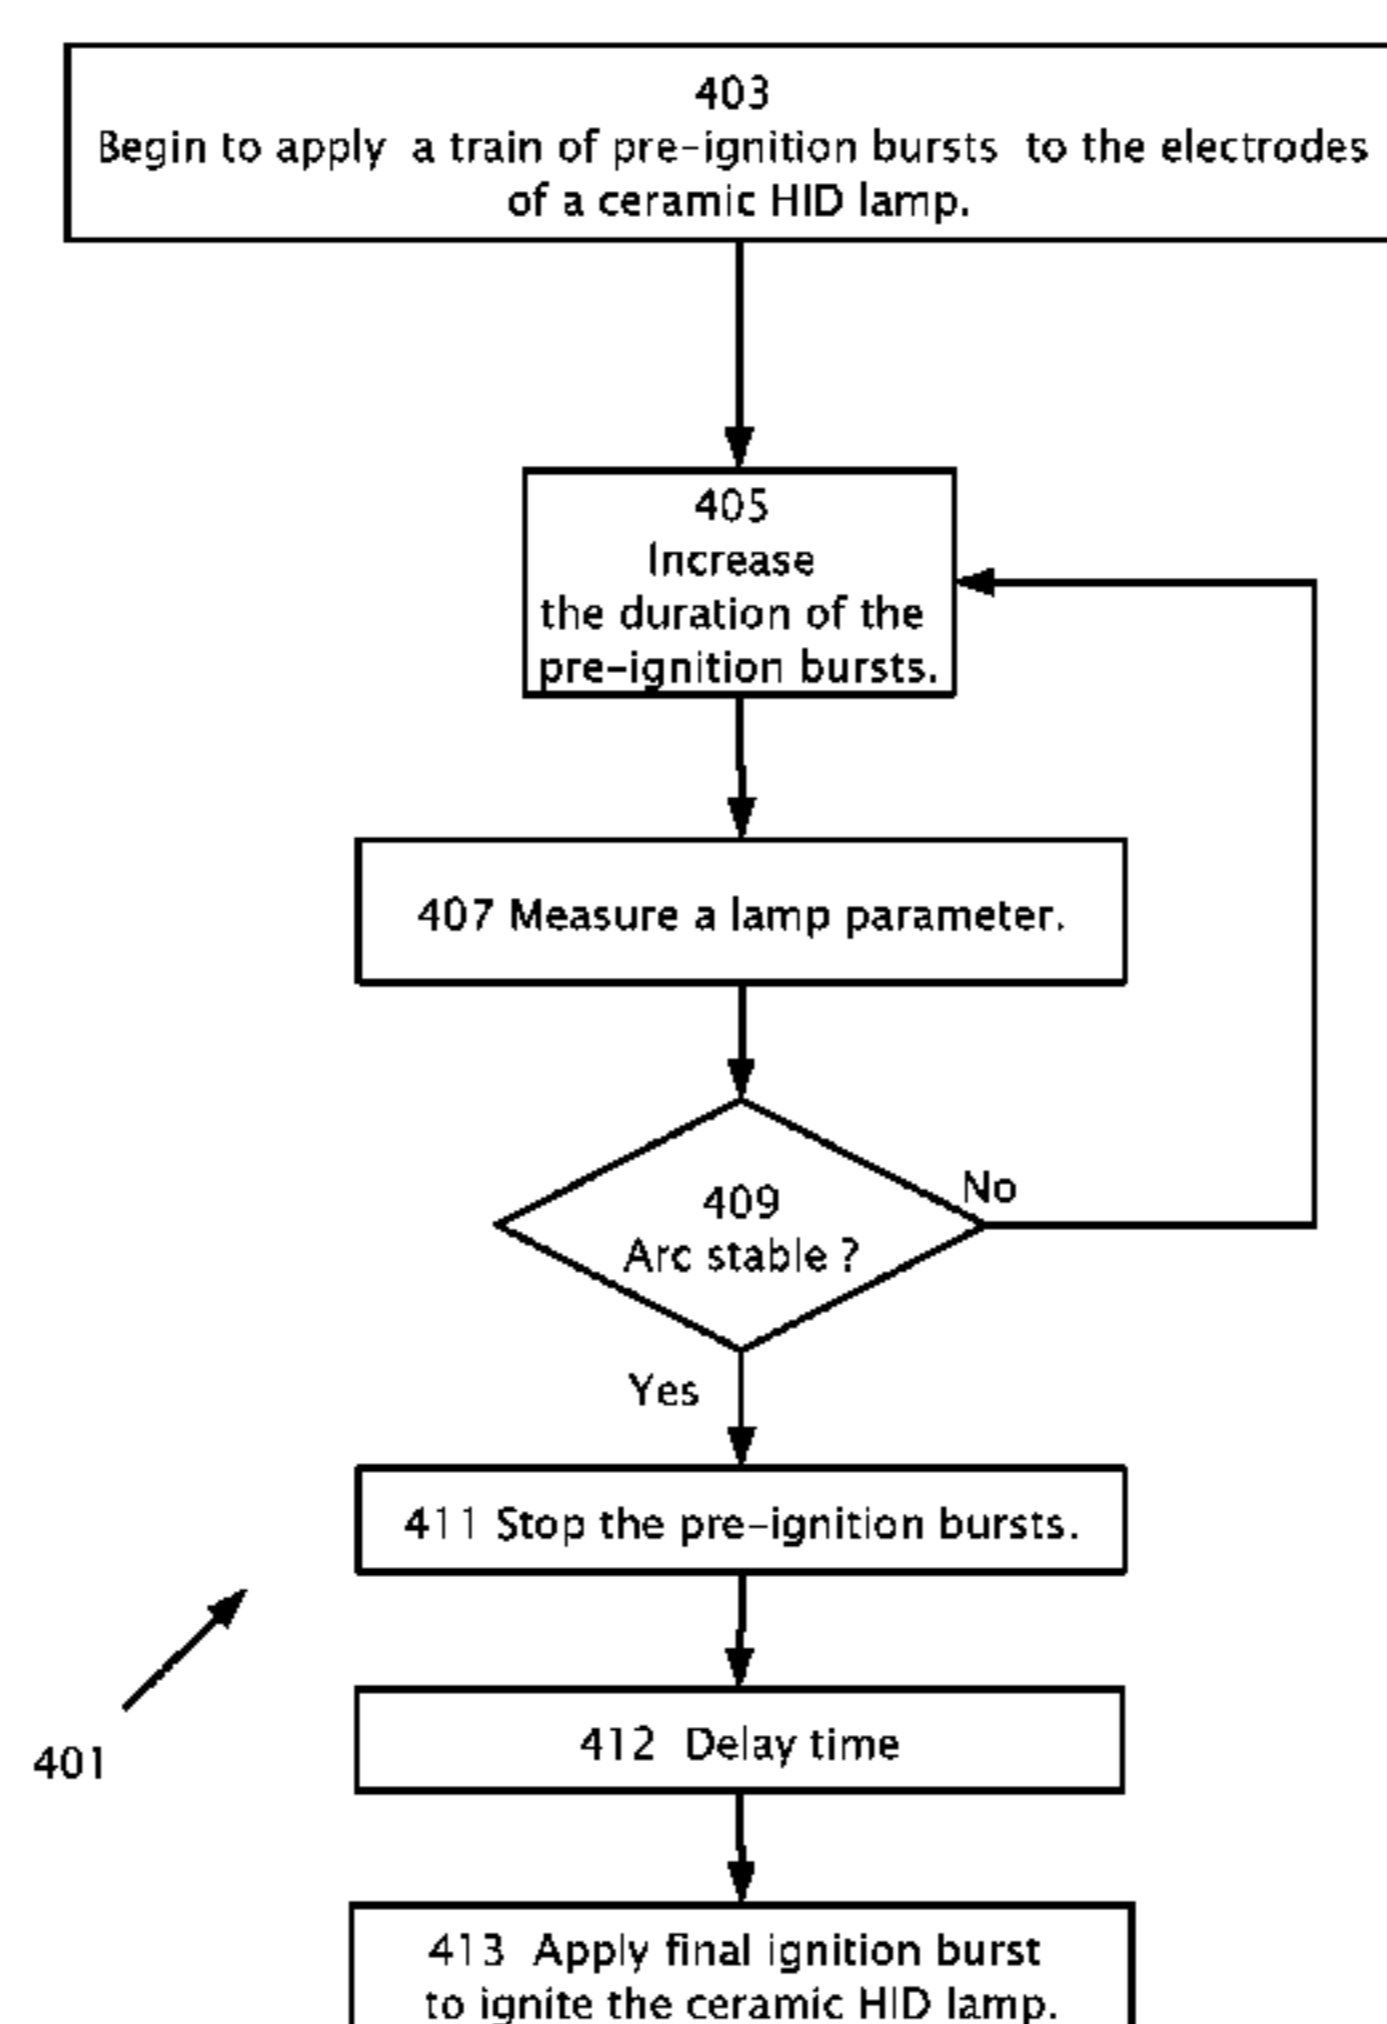 403
Begin to apply a train of pre-ignition bursts to the electrodes
of a ceramic HID lamp.
405
Increase
the duration of the
pre-ignition bursts.
407 Measure a lamp parameter.
409
Arc stable ?
No
Yes
411 Stop the pre-ignition bursts.
412 Delay time
401
413 Apply final ignition burst
to ignite the ceramic HID lamp.